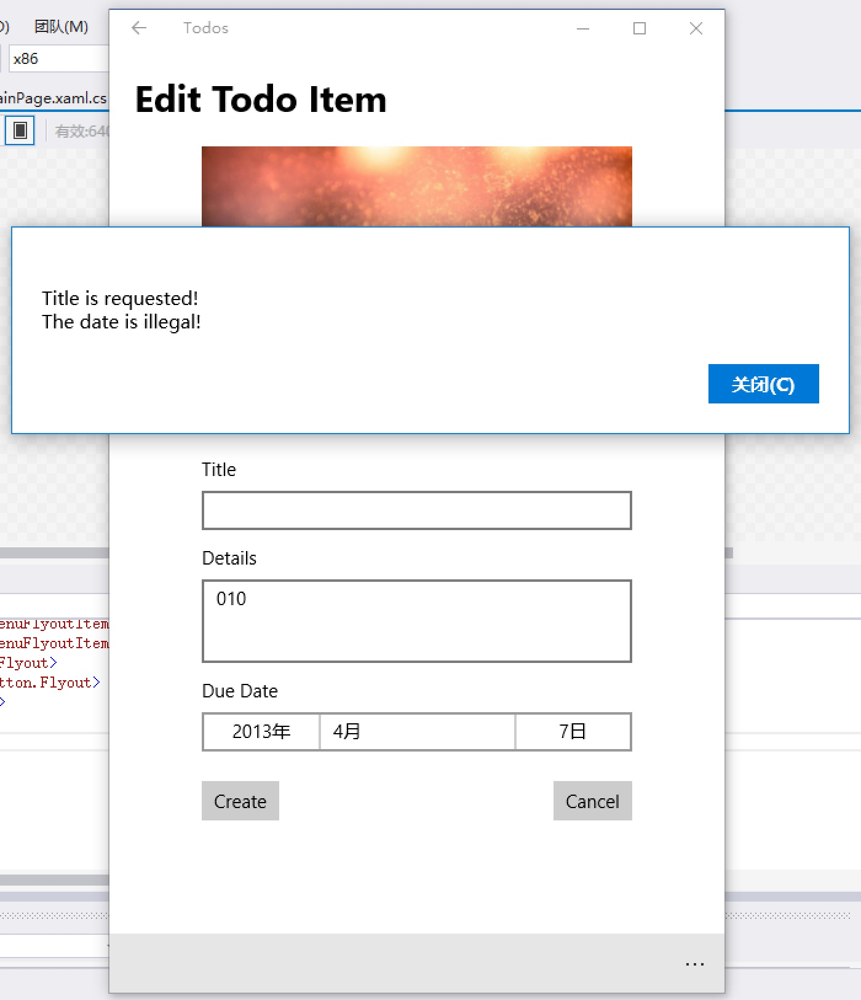 团队(M)
Todos
x86
ainPage.xaml.cs
Edit Todo Item
有效:640
Title is requested!
The date is illegal!
关闭(C)
Title
Details
010
enuFlyoutItem
enuFlyoutItem
Flyout>
tton.Flyout>
>
Due Date
2013年 4月 7日
Create Cancel
...